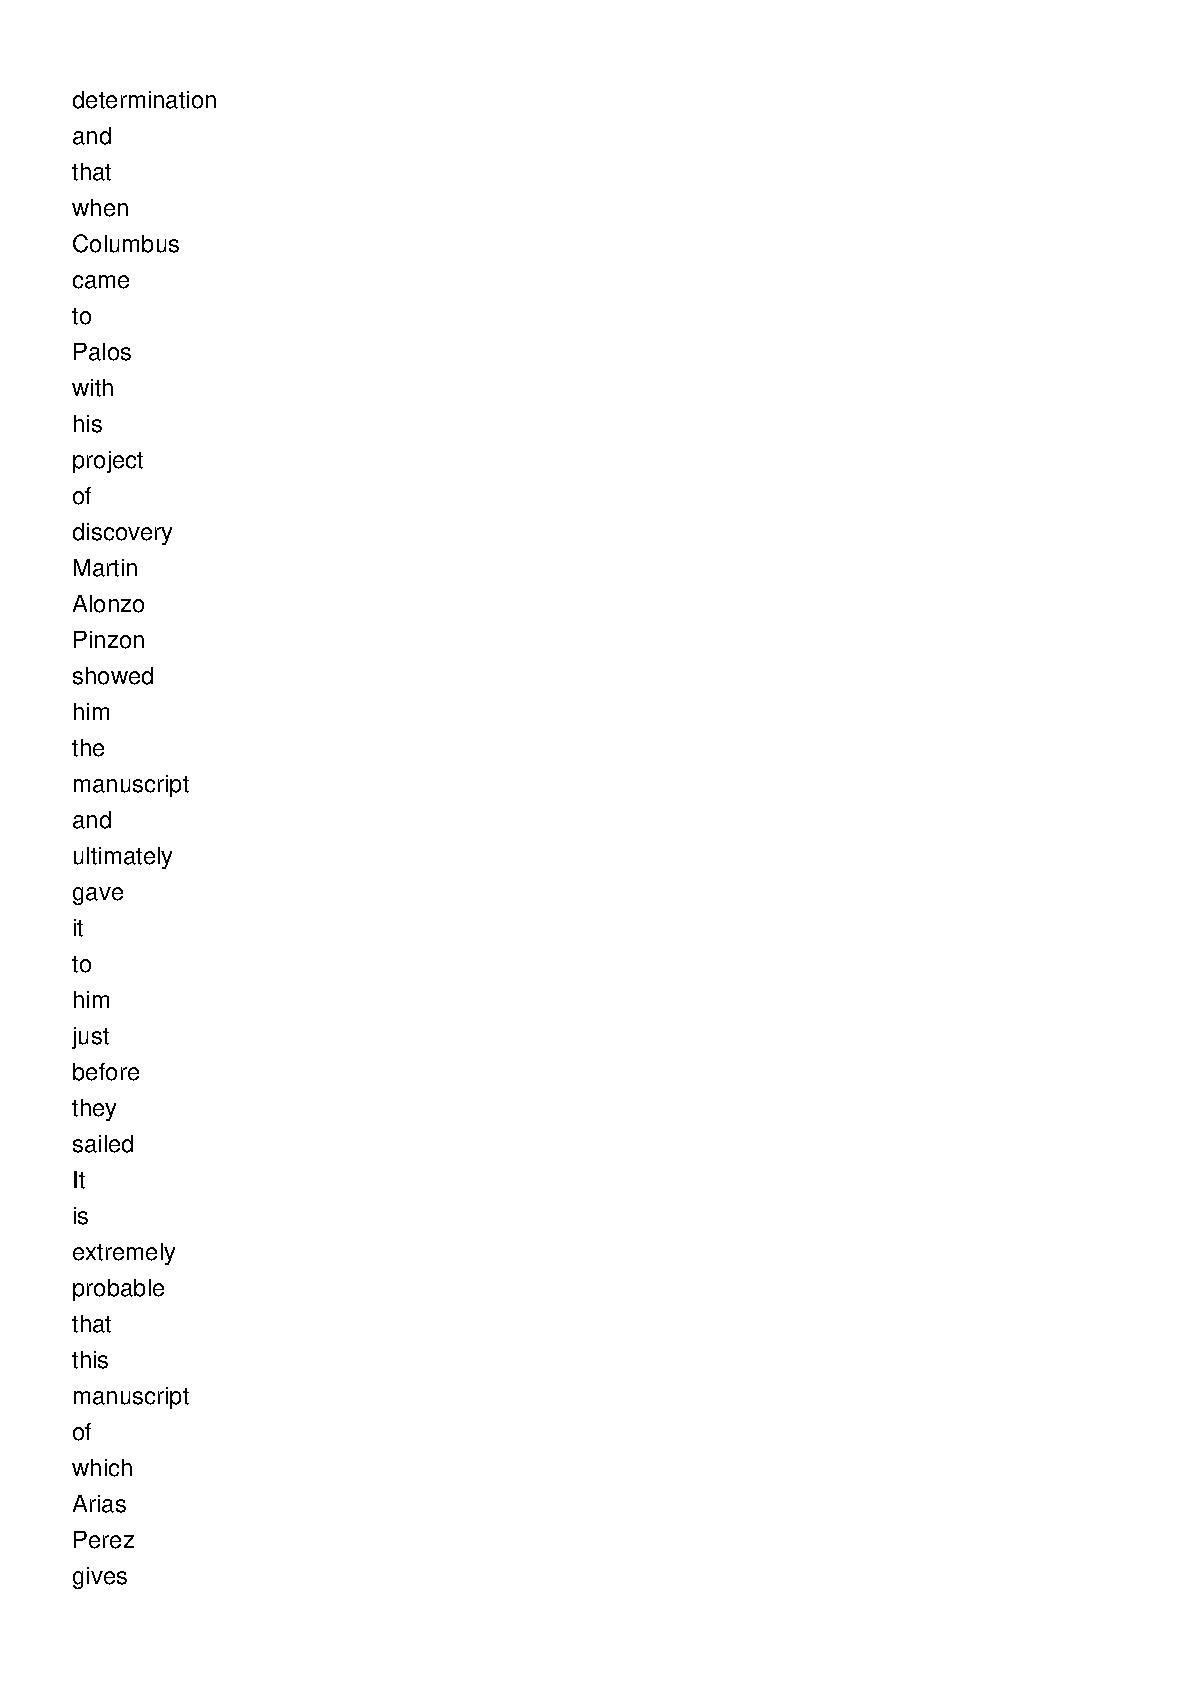 determination
and
that
when
Columbus
came
to
Palos
with
his
project
of
discovery
Martin
Alonzo
Pinzon
showed
him
the
manuscript
and
ultimately
gave
it
to
him
just
before
they
sailed
It
is
extremely
probable
that
this
manuscript
of
which
Arias
Perez
gives